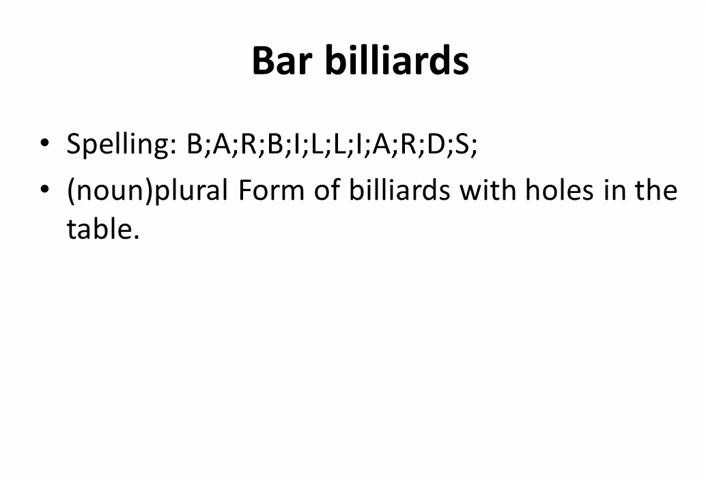 Bar billiards
• Spelling: B;A;R;B;I;L;L;I;A;R;D;S;
• (noun)plural Form of billiards with holes in the
table.